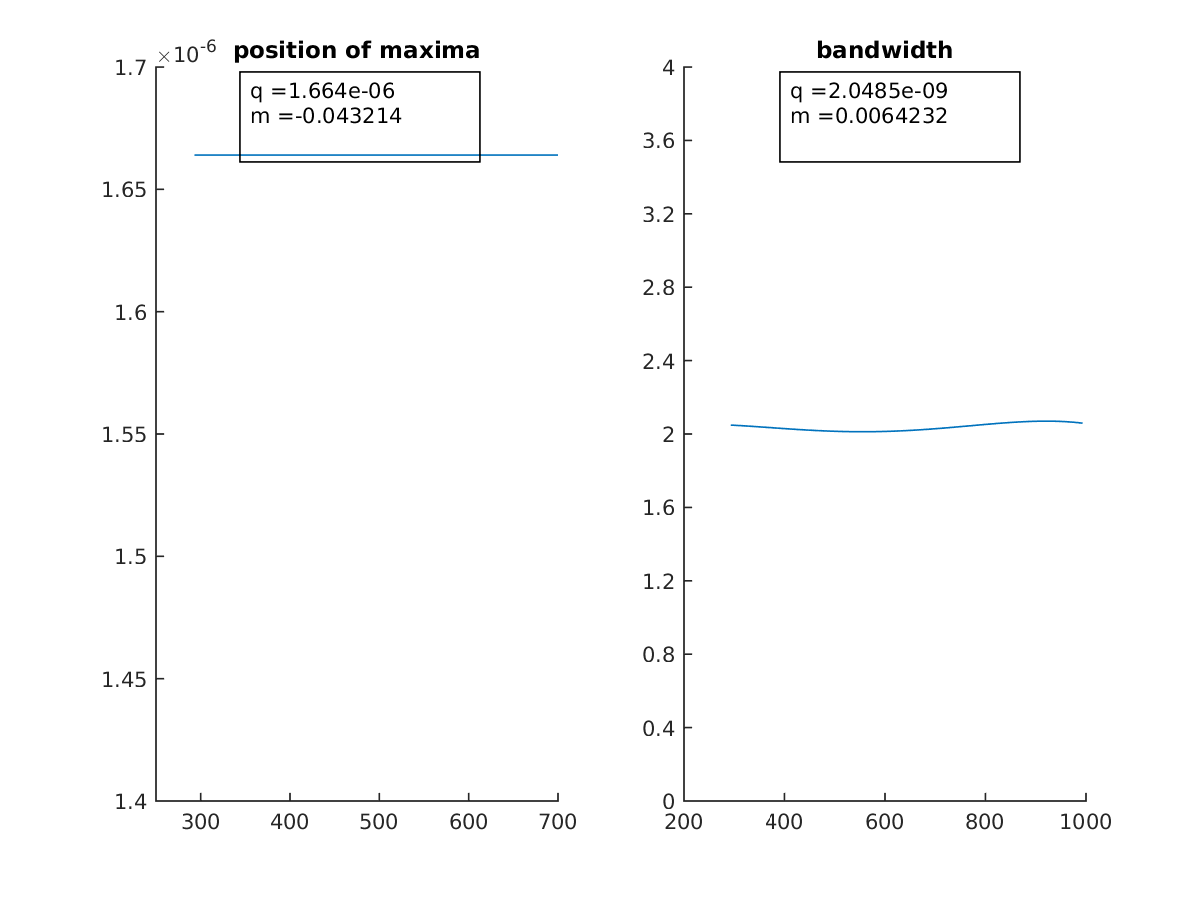 ×10-6
position of maxima
q =1.664e-06
m =-0.043214
1.7
1.65
1.6
1.55
1.5
1.45
1.4
300 400 500 600 700
bandwidth
q =2.0485e-09
m =0.0064232
4
3.6
3.2
2.8
2.4
2
1.6
1.2
0.8
0.4
0
200 400 600 800 1000